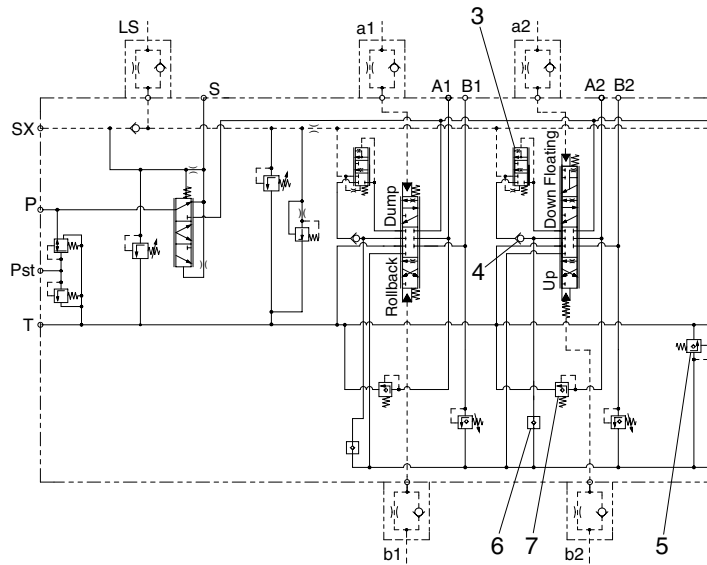 LS
a1
3
a2
S
A1
B1
A2
B2
SX
P
Pst
T
Dump
Rollback
Down Floating
Up
4
5
6
7
b1
b2